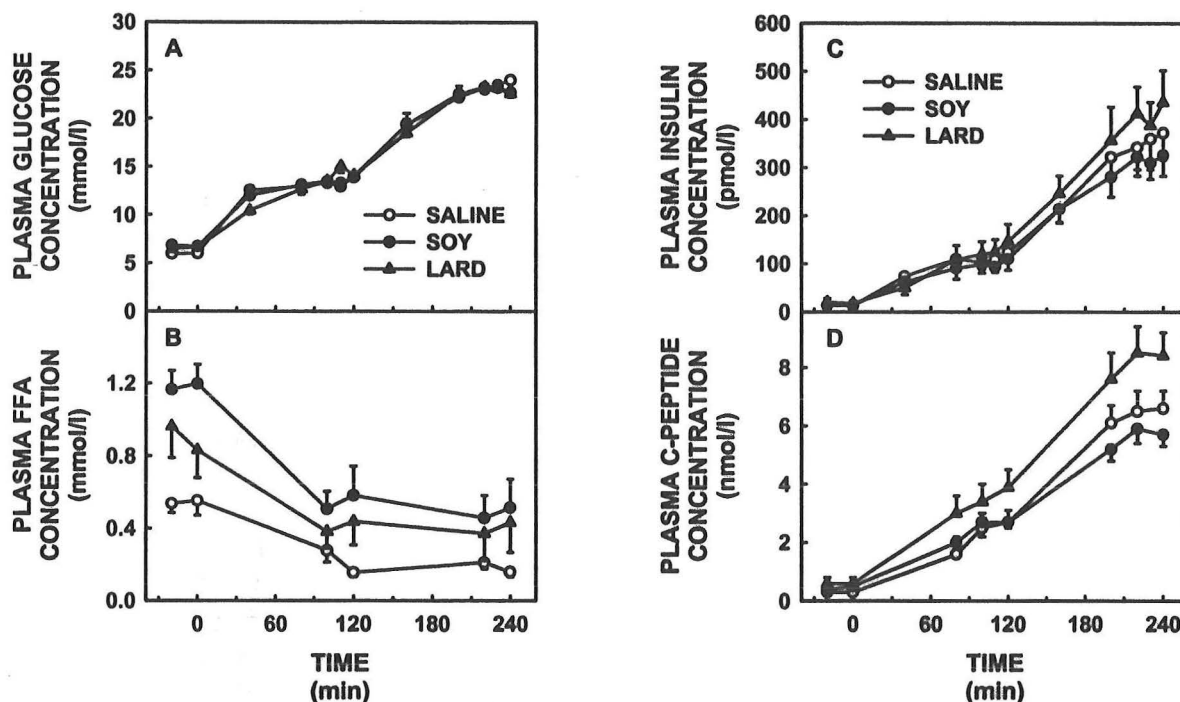 PLASMA GLUCOSE
CONCENTRATION
(mmol/l)
30
25
20
15
10
5
0
A
SALINE
SOY
LARD
PLASMA FFA
CONCENTRATION
(mmol/l)
1.2
0.8
0.4
0.0
B
0 60 120 180 240
TIME
(min)
PLASMA INSULIN
CONCENTRATION
(pmol/l)
600
500
400
300
200
100
0
C
SALINE
SOY
LARD
PLASMA C-PEPTIDE
CONCENTRATION
(nmol/l)
8
6
4
2
0
D
0 60 120 180 240
TIME
(min)